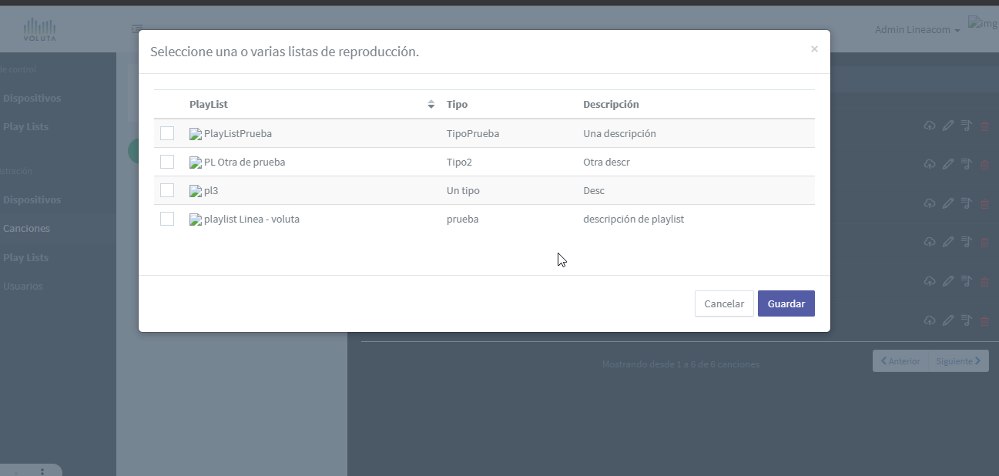 VOLUTA
Admin Lineacom
img
Seleccione una o varias listas de reproducción.
×
de control
Dispositivos
Play Lists
istración
Dispositivos
Canciones
Play Lists
Usuarios
PlayList Tipo Descripción
PlayListPrueba TipoPrueba Una descripción
PL Otra de prueba Tipo2 Otra descr
pl3 Un tipo Desc
playlist Linea - voluta prueba descripción de playlist
Cancelar Guardar
Mostrando desde 1 a 6 de 6 canciones
Anterior Siguiente